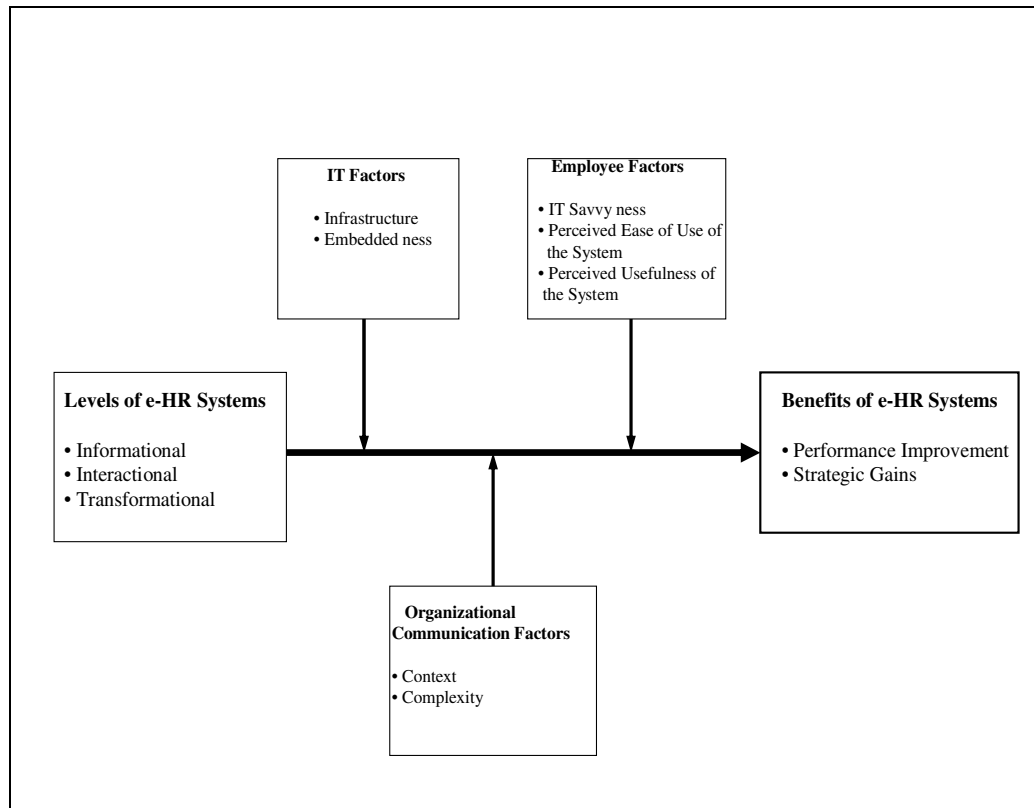 IT Factors
• Infrastructure
• Embedded ness
Employee Factors
• IT Savvy ness
• Perceived Ease of Use of
the System
• Perceived Usefulness of
the System
Levels of e-HR Systems
• Informational
• Interactional
• Transformational
Benefits of e-HR Systems
• Performance Improvement
• Strategic Gains
Organizational
Communication Factors
• Context
• Complexity